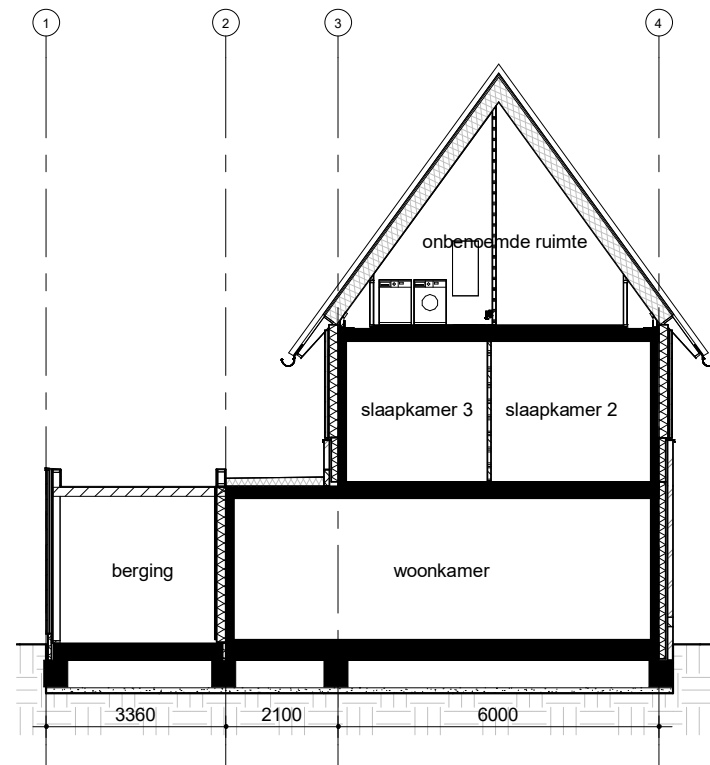 1 2 3 4
onbenoemde ruimte
slaapkamer 3 slaapkamer 2
berging woonkamer
3360 2100 6000